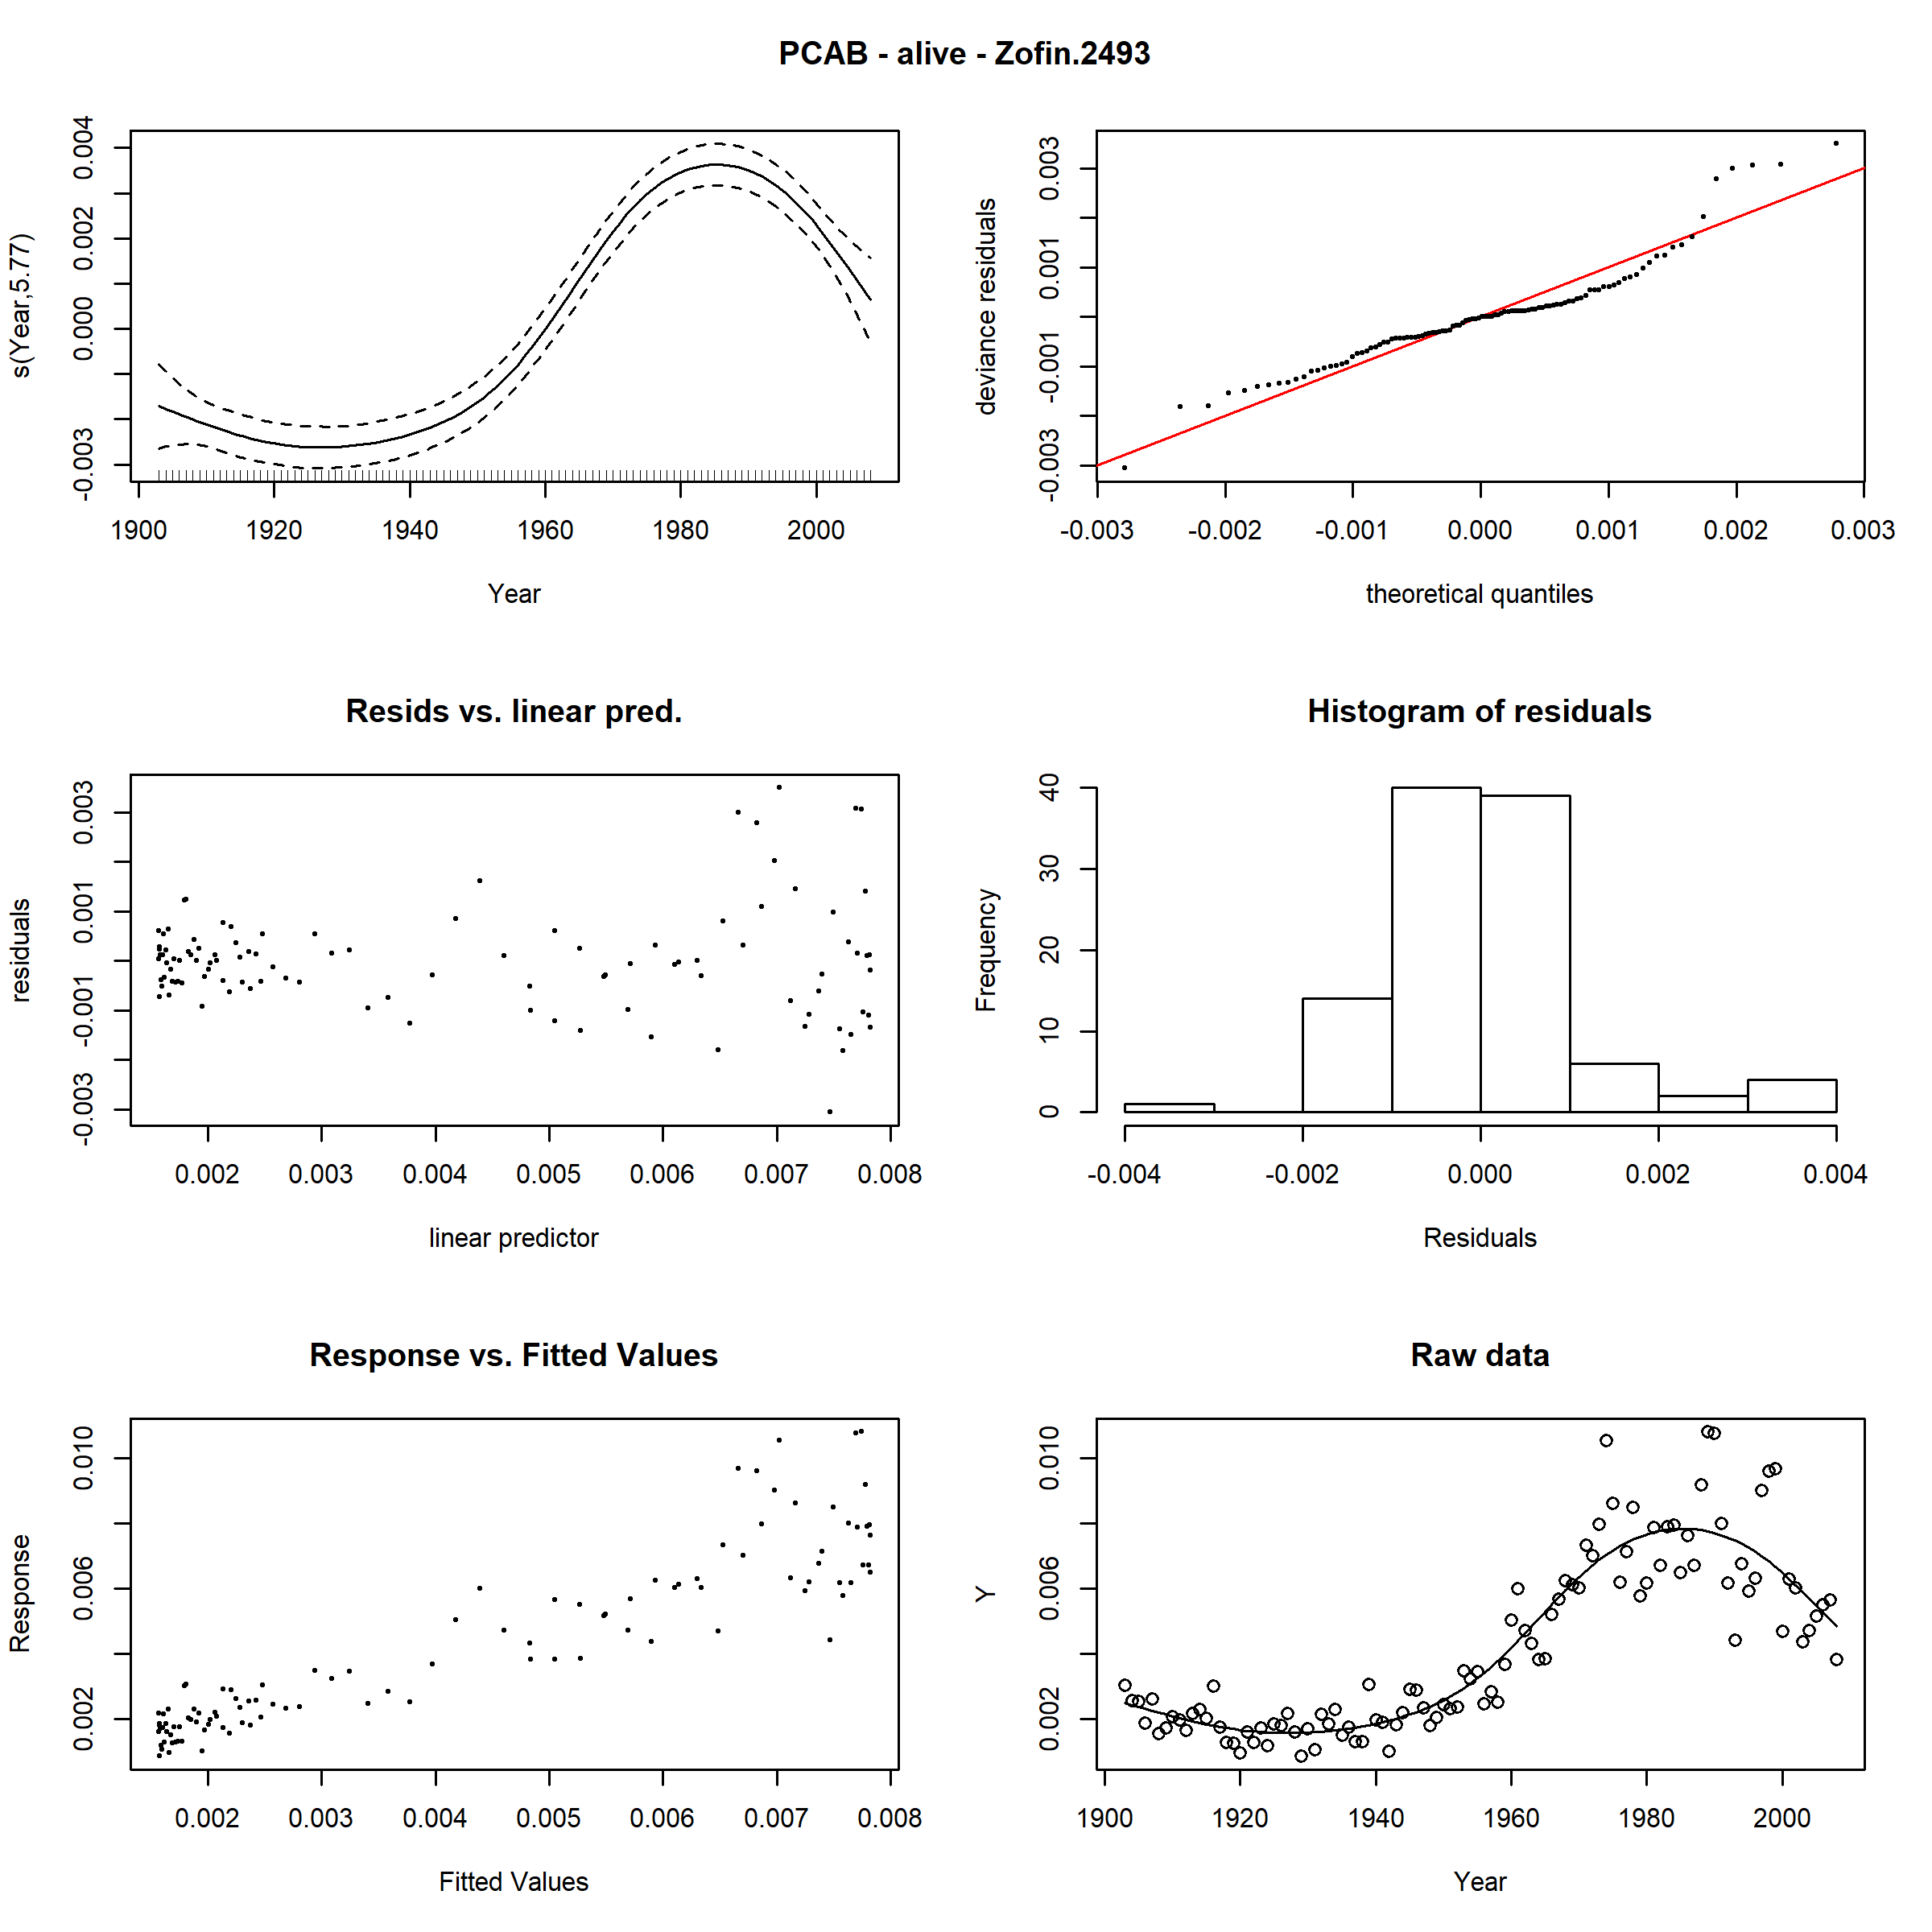 PCAB - alive - Zofin.2493
s(Year,5.77)
-0.003 0.000 0.002 0.004
1900 1920 1940 1960 1980 2000
Year
deviance residuals
-0.003 -0.001 0.001 0.003
-0.003 -0.002 -0.001 0.000 0.001 0.002 0.003
theoretical quantiles
Resids vs. linear pred.
residuals
-0.003 -0.001 0.001 0.003
0.002 0.003 0.004 0.005 0.006 0.007 0.008
linear predictor
Histogram of residuals
Frequency
0 10 20 30 40
-0.004 -0.002 0.000 0.002 0.004
Residuals
Response vs. Fitted Values
Response
0.002 0.006 0.010
0.002 0.003 0.004 0.005 0.006 0.007 0.008
Fitted Values
Raw data
Y
0.002 0.006 0.010
1900 1920 1940 1960 1980 2000
Year